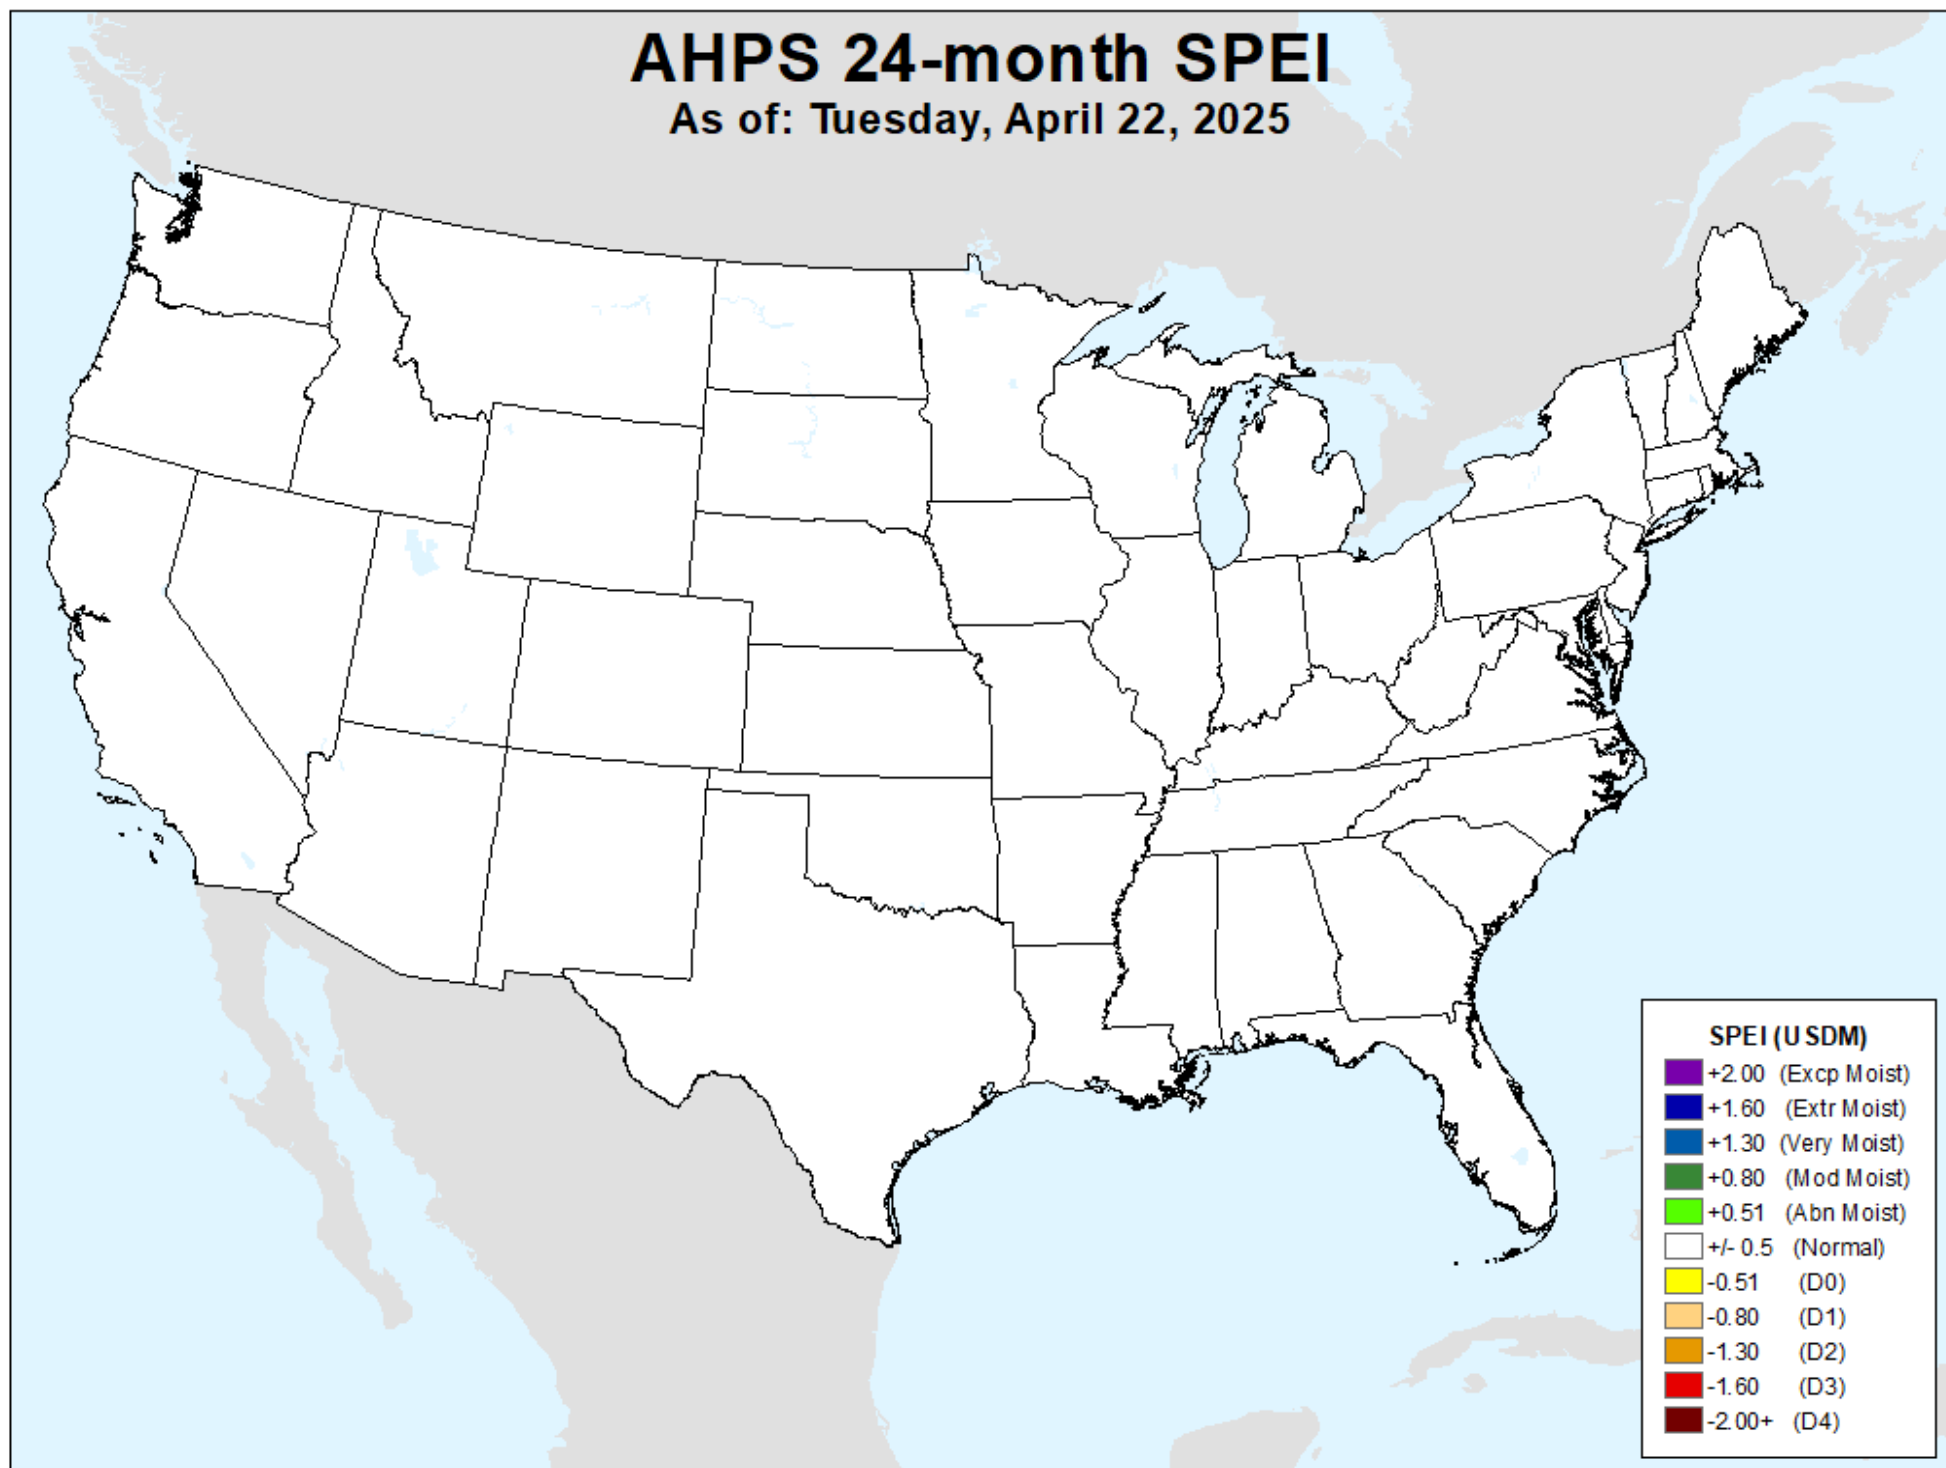 AHPS 24-month SPEI
As of: Tuesday, April 22, 2025
SPEI (USDM)
+2.00 (Excp Moist)
+1.60 (Extr Moist)
+1.30 (Very Moist)
+0.80 (Mod Moist)
+0.51 (Abn Moist)
+/- 0.5 (Normal)
-0.51 (D0)
-0.80 (D1)
-1.30 (D2)
-1.60 (D3)
-2.00+ (D4)